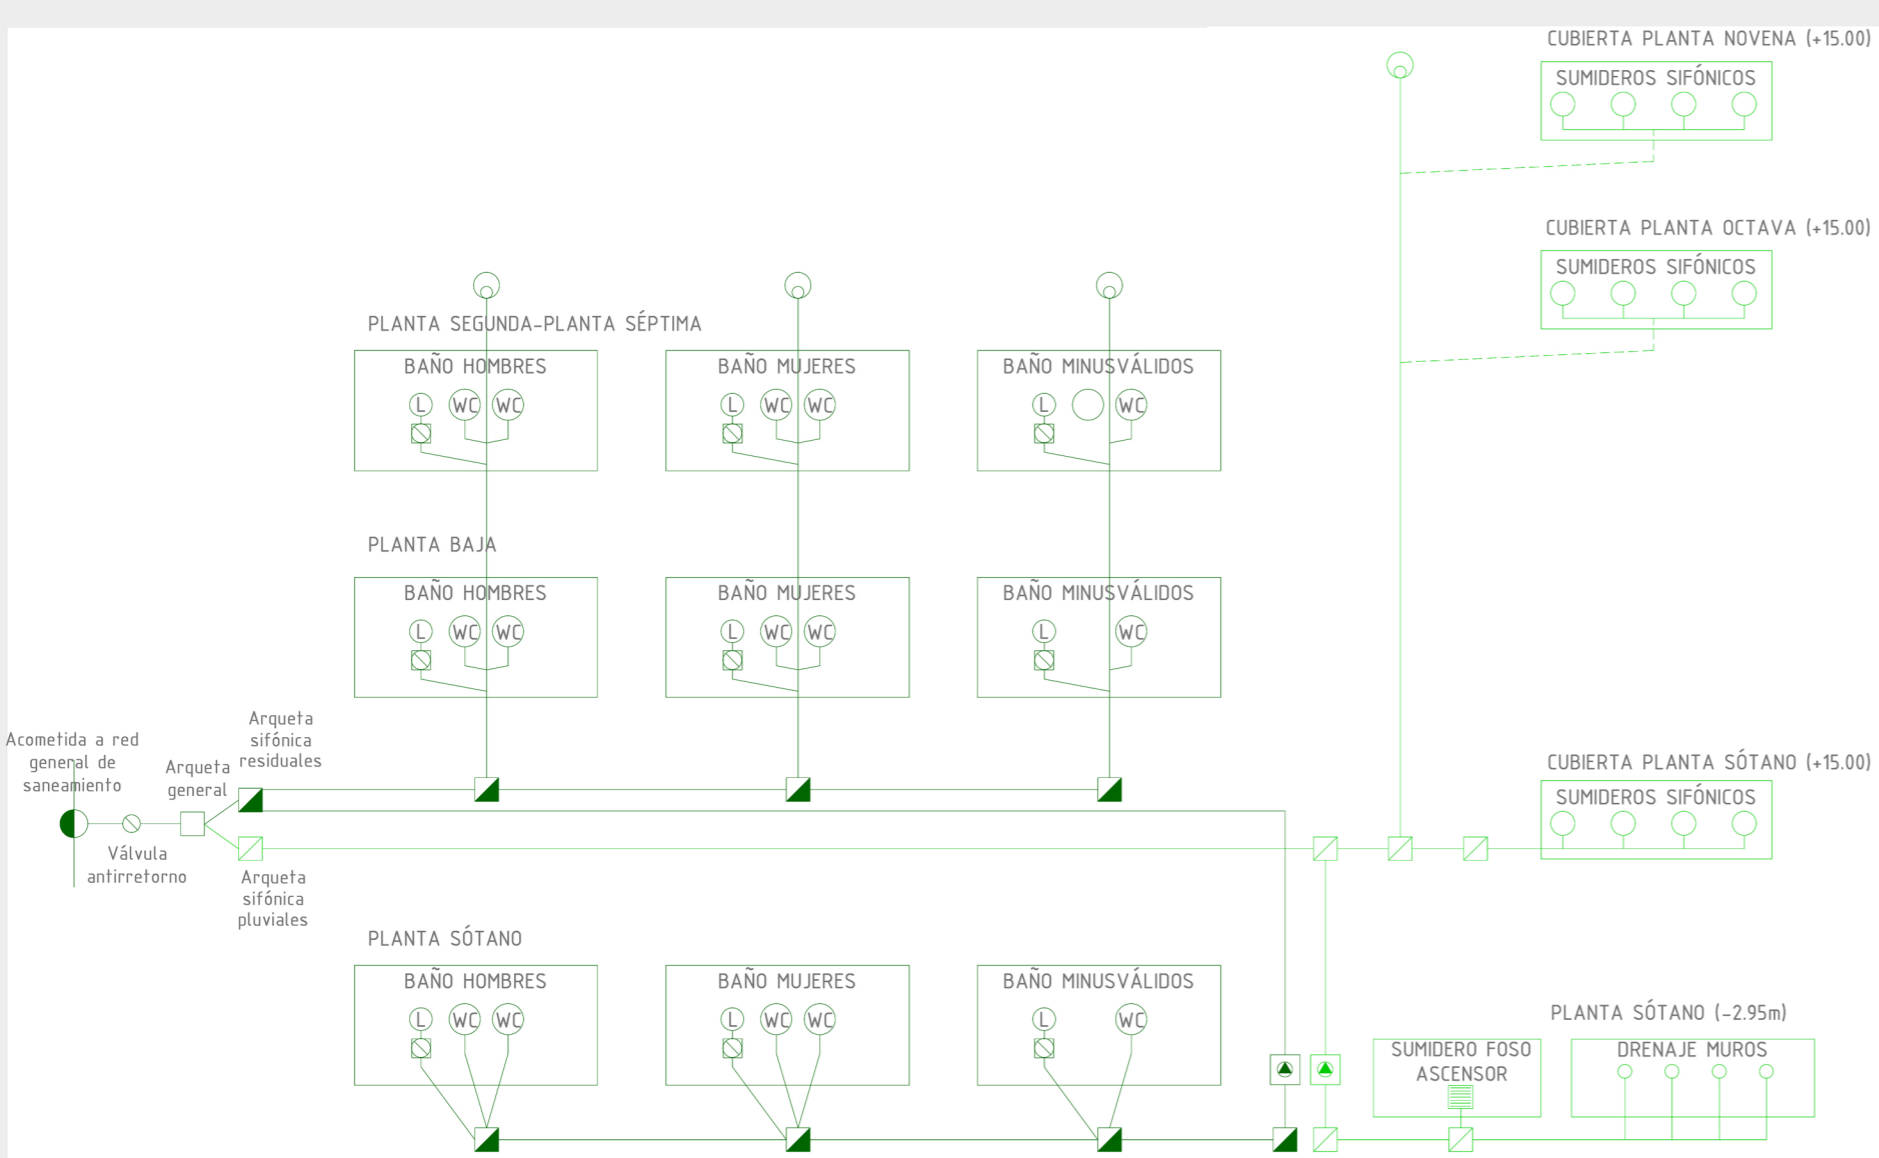 CUBIERTA PLANTA NOVENA (+15.00)
SUMIDEROS SIFÓNICOS
CUBIERTA PLANTA OCTAVA (+15.00)
SUMIDEROS SIFÓNICOS
PLANTA SEGUNDA-PLANTA SÉPTIMA
BAÑO HOMBRES
BAÑO MUJERES
BAÑO MINUSVÁLIDOS
L WC WC
L WC WC
L WC
PLANTA BAJA
BAÑO HOMBRES
BAÑO MUJERES
BAÑO MINUSVÁLIDOS
L WC WC
L WC WC
L WC
Acometida a red
general de
saneamiento
Arqueta
general
Arqueta
sifónica
residuales
Válvula
antirretorno
Arqueta
sifónica
pluviales
CUBIERTA PLANTA SÓTANO (+15.00)
SUMIDEROS SIFÓNICOS
PLANTA SÓTANO
BAÑO HOMBRES
BAÑO MUJERES
BAÑO MINUSVÁLIDOS
L WC WC
L WC WC
L WC
PLANTA SÓTANO (-2.95m)
SUMIDERO FOSO
ASCENSOR
DRENAJE MUROS